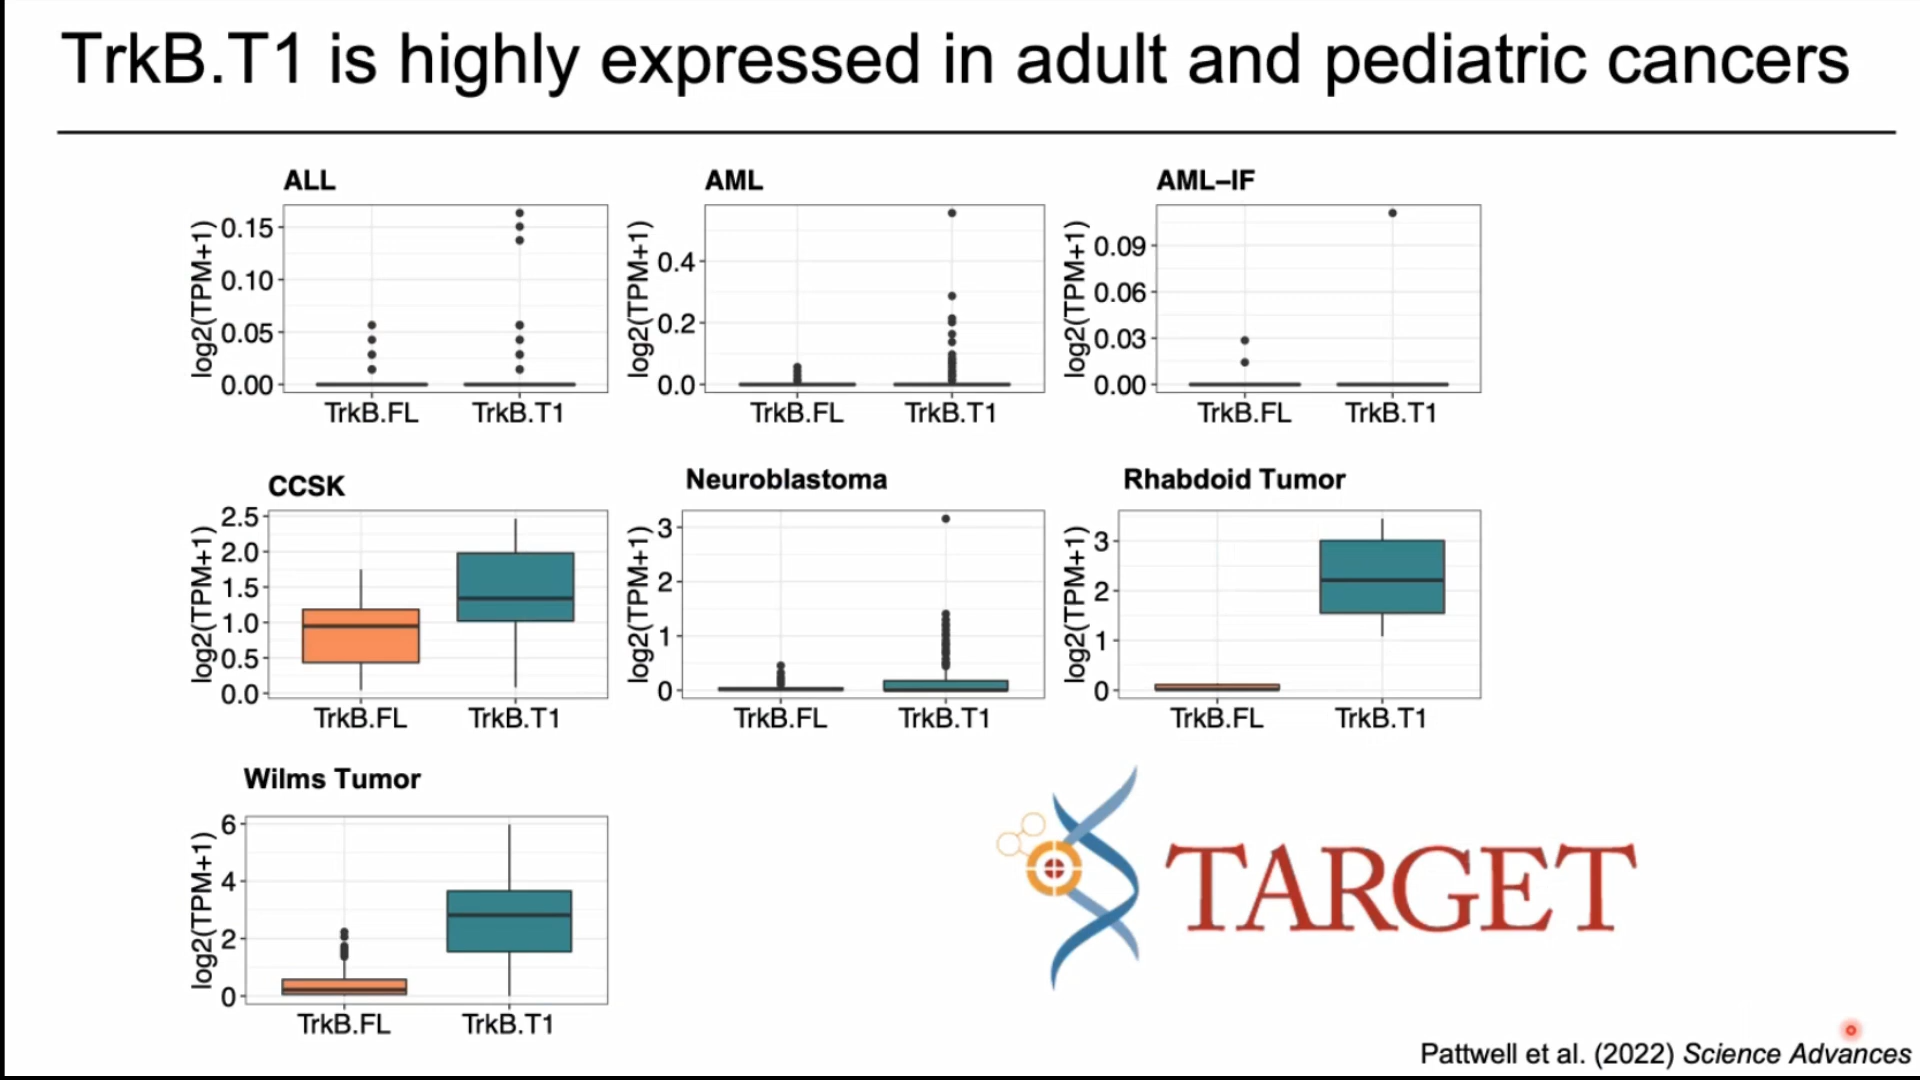 TrkB.T1 is highly expressed in adult and pediatric cancers
ALL
log2(TPM+1)
0.15
0.10
0.05
0.00
TrkB.FL
TrkB.T1
AML
log2(TPM+1)
0.4
0.2
0.0
TrkB.FL
TrkB.T1
AML–IF
log2(TPM+1)
0.09
0.06
0.03
0.00
TrkB.FL
TrkB.T1
CCSK
log2(TPM+1)
2.5
2.0
1.5
1.0
0.5
0.0
TrkB.FL
TrkB.T1
Neuroblastoma
log2(TPM+1)
3
2
1
0
TrkB.FL
TrkB.T1
Rhabdoid Tumor
log2(TPM+1)
3
2
1
0
TrkB.FL
TrkB.T1
Wilms Tumor
log2(TPM+1)
6
4
2
0
TrkB.FL
TrkB.T1
TARGET
Pattwell et al. (2022) Science Advances